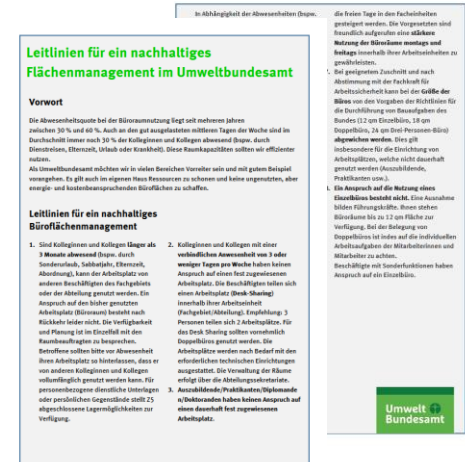 Leitlinien für ein nachhaltiges
Flächenmanagement im Umweltbundesamt
Vorwort
Die Abwesenheitsquote bei der Büroraumnutzung liegt seit mehreren Jahren
zwischen 30 % und 60 %. Auch an den gut ausgelasteten mittleren Tagen der Woche sind im
Durchschnitt immer noch 30 % der Kolleginnen und Kollegen abwesend (bspw. durch
Dienstreisen, Elternzeit, Urlaub oder Krankheit). Diese Raumkapazitäten sollten wir effizienter
nutzen.
Als Umweltbundesamt möchten wir in vielen Bereichen Vorreiter sein und mit gutem Beispiel
vorangehen. Es gilt auch im eigenen Haus Ressourcen zu schonen und keine ungenutzten, aber
energie- und kostenbeanspruchenden Büroflächen zu schaffen.
Leitlinien für ein nachhaltiges
Büroflächenmanagement
1. Sind Kolleginnen und Kollegen länger als
3 Monate abwesend (bspw. durch
Sonderurlaub, Sabbatjahr, Elternzeit,
Abordnung), kann der Arbeitsplatz von
anderen Beschäftigten des Fachgebiets
oder der Abteilung genutzt werden. Ein
Anspruch auf den bisher genutzten
Arbeitsplatz (Büroraum) besteht nach
Rückkehr leider nicht. Die Verfügbarkeit
und Planung ist im Einzelfall mit den
Raumbeauftragten zu besprechen.
Betroffene sollten bitte vor Abwesenheit
ihren Arbeitsplatz so hinterlassen, dass er
von anderen Kolleginnen und Kollegen
vollumfänglich genutzt werden kann. Für
personenbezogene dienstliche Unterlagen
oder persönlichen Gegenstände stellt Z5
abgeschlossene Lagermöglichkeiten zur
Verfügung.
2. Kolleginnen und Kollegen mit einer
verbindlichen Anwesenheit von 3 oder
weniger Tagen pro Woche haben keinen
Anspruch auf einen fest zugewiesenen
Arbeitsplatz. Die Beschäftigten teilen sich
einen Arbeitsplatz (Desk-Sharing)
innerhalb ihrer Arbeitseinheit
(Fachgebiet/Abteilung). Empfehlung: 3
Personen teilen sich 2 Arbeitsplätze. Für
das Desk Sharing sollten vornehmlich
Doppelbüros genutzt werden. Die
Arbeitsplätze werden nach Bedarf mit den
erforderlichen technischen Einrichtungen
ausgestattet. Die Verwaltung der Räume
erfolgt über die Abteilungssekretariate.
3. Auszubildende/Praktikanten/Diplomande
n/Doktoranden haben keinen Anspruch auf
einen dauerhaft fest zugewiesenen
Arbeitsplatz.
In Abhängigkeit der Abwesenheiten (bspw.
die freien Tage in den Facheinheiten
gesteigert werden. Die Vorgesetzten sind
freundlich aufgerufen eine stärkere
Nutzung der Büroräume montags und
freitags innerhalb ihrer Arbeitseinheiten zu
gewährleisten.
Bei geeignetem Zuschnitt und nach
Abstimmung mit der Fachkraft für
Arbeitssicherheit kann bei der Größe der
Büros von den Vorgaben der Richtlinien für
die Durchführung von Bauaufgaben des
Bundes (12 qm Einzelbüro, 18 qm
Doppelbüro, 24 qm Drei-Personen-Büro)
abgewichen werden. Dies gilt
insbesondere für die Einrichtung von
Arbeitsplätzen, welche nicht dauerhaft
genutzt werden (Auszubildende,
Praktikanten usw.).
Ein Anspruch auf die Nutzung eines
Einzelbüros besteht nicht. Eine Ausnahme
bilden Führungskräfte. Ihnen stehen
Büroräume bis zu 12 qm Fläche zur
Verfügung. Bei der Belegung von
Doppelbüros ist indes auf die individuellen
Arbeitsaufgaben der Mitarbeiterinnen und
Mitarbeiter zu achten.
Beschäftigte mit Sonderfunktionen haben
Anspruch auf ein Einzelbüro.
Umwelt
Bundesamt